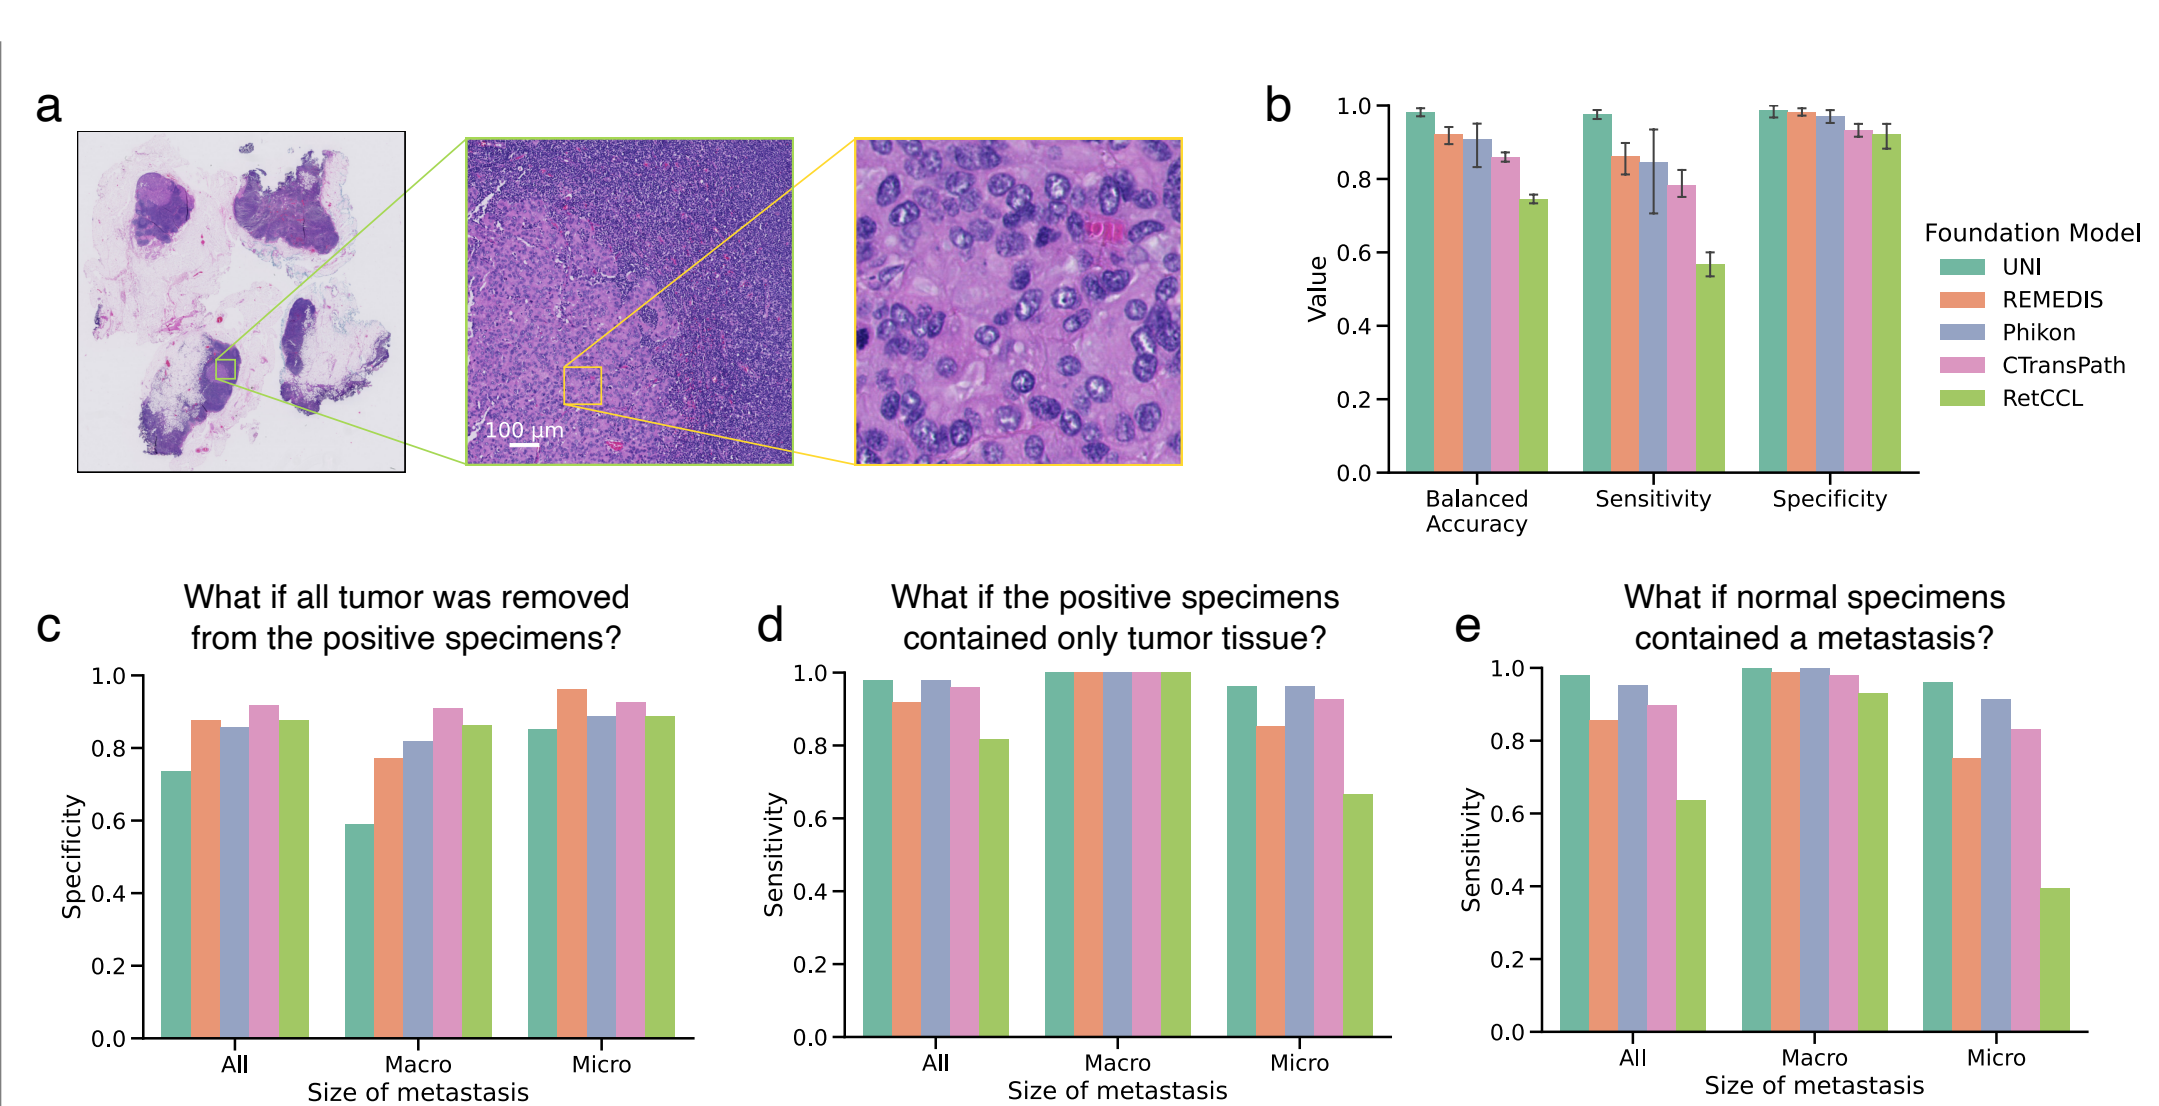 a
100 µm
b
1.0
0.8
0.6
0.4
0.2
0.0
Value
Balanced
Accuracy
Sensitivity
Specificity
Foundation Model
UNI
REMEDIS
Phikon
CTransPath
RetCCL
c
What if all tumor was removed
from the positive specimens?
1.0
0.8
0.6
0.4
0.2
0.0
Specificity
All
Macro
Micro
Size of metastasis
d
What if the positive specimens
contained only tumor tissue?
1.0
0.8
0.6
0.4
0.2
0.0
Sensitivity
All
Macro
Micro
Size of metastasis
e
What if normal specimens
contained a metastasis?
1.0
0.8
0.6
0.4
0.2
0.0
Sensitivity
All
Macro
Micro
Size of metastasis